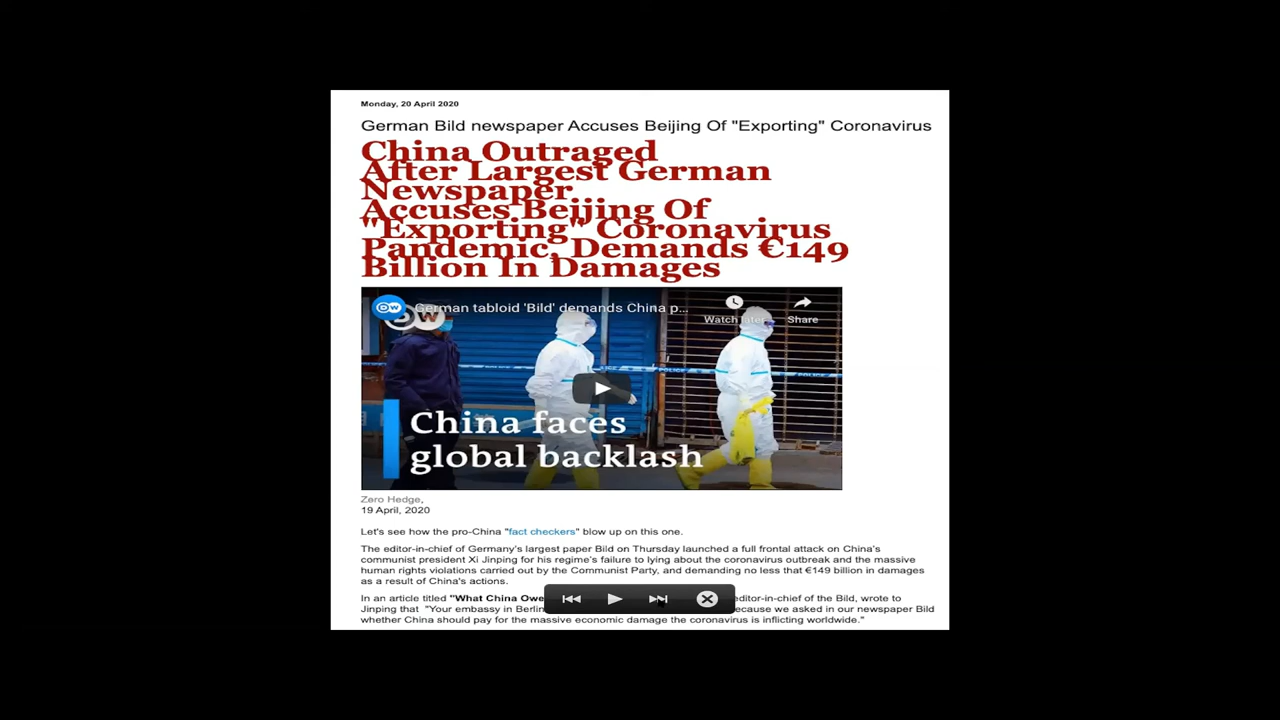 Monday, 20 April 2020
German Bild newspaper Accuses Beijing Of "Exporting" Coronavirus
China Outraged
After Largest German
Newspaper
Accuses Beijing Of
"Exporting" Coronavirus
Pandemic, Demands €149
Billion In Damages
DW German tabloid 'Bild' demands China p...
Watch later Share
DW
POLICE
China faces
global backlash
Zero Hedge,
19 April, 2020
Let's see how the pro-China "fact checkers" blow up on this one.
The editor-in-chief of Germany's largest paper Bild on Thursday launched a full frontal attack on China's
communist president Xi Jinping for his regime's failure to lying about the coronavirus outbreak and the massive
human rights violations carried out by the Communist Party, and demanding no less that €149 billion in damages
as a result of China's actions.
In an article titled "What China Owe editor-in-chief of the Bild, wrote to
Jinping that "Your embassy in Berlin ecause we asked in our newspaper Bild
whether China should pay for the massive economic damage the coronavirus is inflicting worldwide."